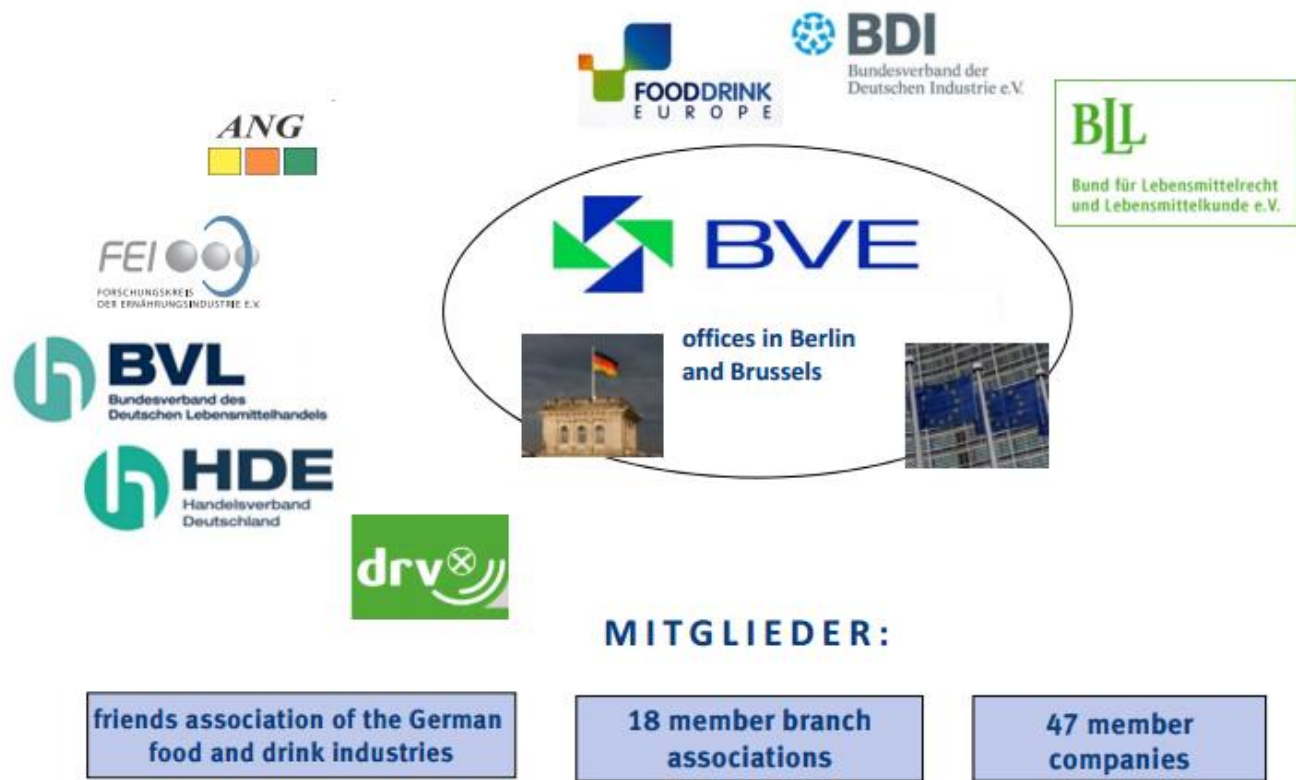 FOODDRINK
EUROPE
BDI
Bundesverband der
Deutschen Industrie e.V.
ANG
BLL
Bund für Lebensmittelrecht
und Lebensmittelkunde e.V.
BVE
FEI
FORSCHUNGSKREIS
DER ERNÄHRUNGSINDUSTRIE E.V.
offices in Berlin
and Brussels
BVL
Bundesverband des
Deutschen Lebensmittelhandels
HDE
Handelsverband
Deutschland
drv
MITGLIEDER:
friends association of the German
food and drink industries
18 member branch
associations
47 member
companies